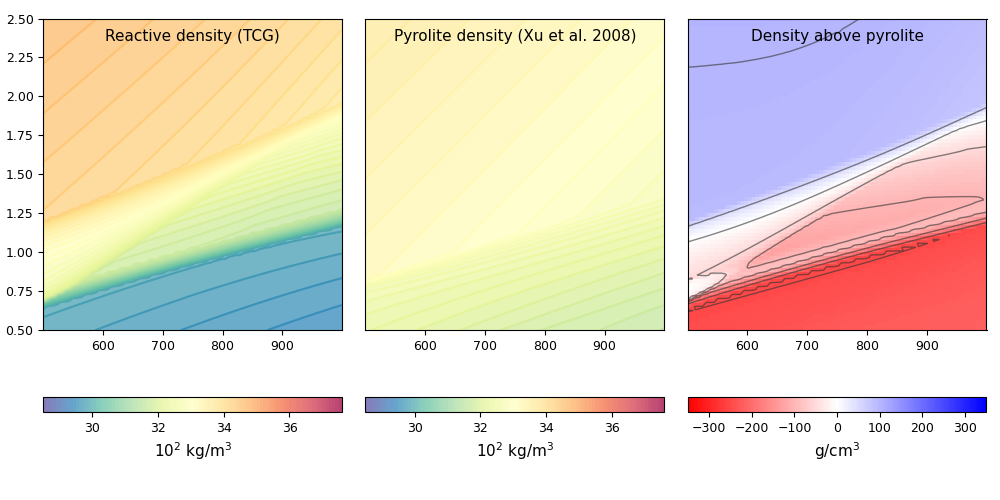 Reactive density (TCG)
Pyrolite density (Xu et al. 2008)
Density above pyrolite
2.50
2.25
2.00
1.75
1.50
1.25
1.00
0.75
0.50
600 700 800 900
600 700 800 900
600 700 800 900
30 32 34 36
10² kg/m³
30 32 34 36
10² kg/m³
−300 −200 −100 0 100 200 300
g/cm³